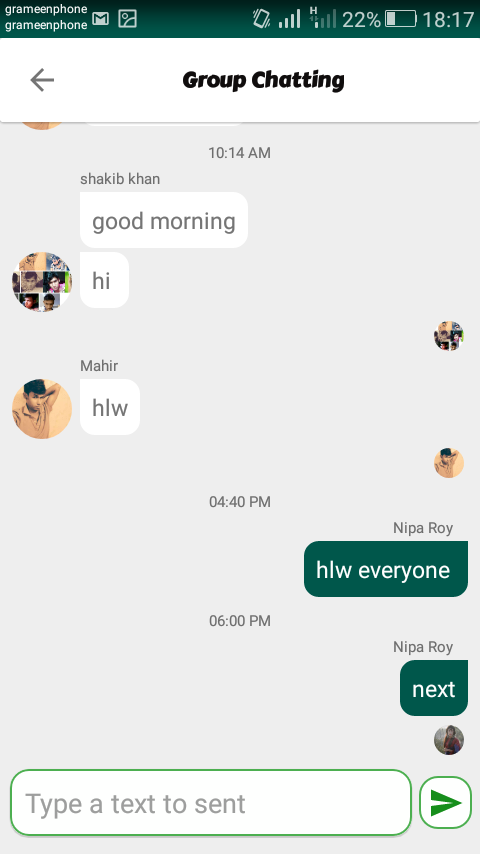 grameenphone
grameenphone
H
22%
18:17
Group Chatting
10:14 AM
shakib khan
good morning
hi
Mahir
hlw
04:40 PM
Nipa Roy
hlw everyone
06:00 PM
Nipa Roy
next
Type a text to sent